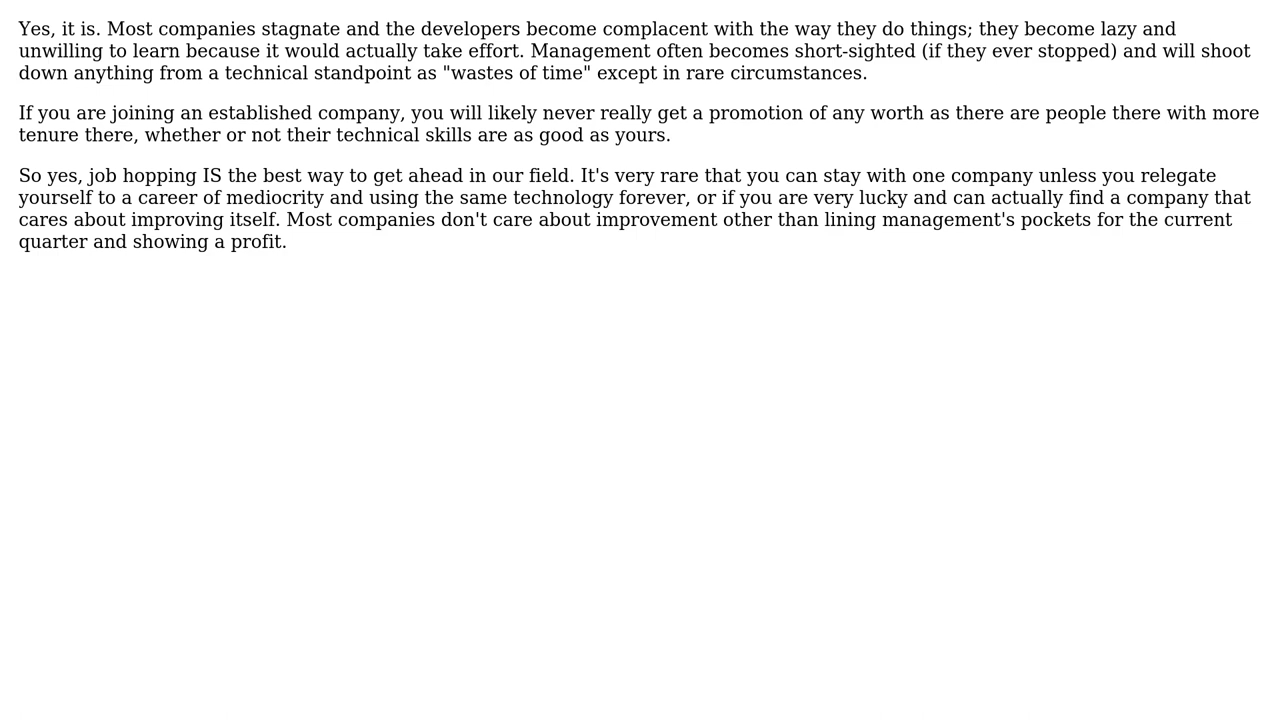 Yes, it is. Most companies stagnate and the developers become complacent with the way they do things; they become lazy and
unwilling to learn because it would actually take effort. Management often becomes short-sighted (if they ever stopped) and will shoot
down anything from a technical standpoint as "wastes of time" except in rare circumstances.
If you are joining an established company, you will likely never really get a promotion of any worth as there are people there with more
tenure there, whether or not their technical skills are as good as yours.
So yes, job hopping IS the best way to get ahead in our field. It's very rare that you can stay with one company unless you relegate
yourself to a career of mediocrity and using the same technology forever, or if you are very lucky and can actually find a company that
cares about improving itself. Most companies don't care about improvement other than lining management's pockets for the current
quarter and showing a profit.